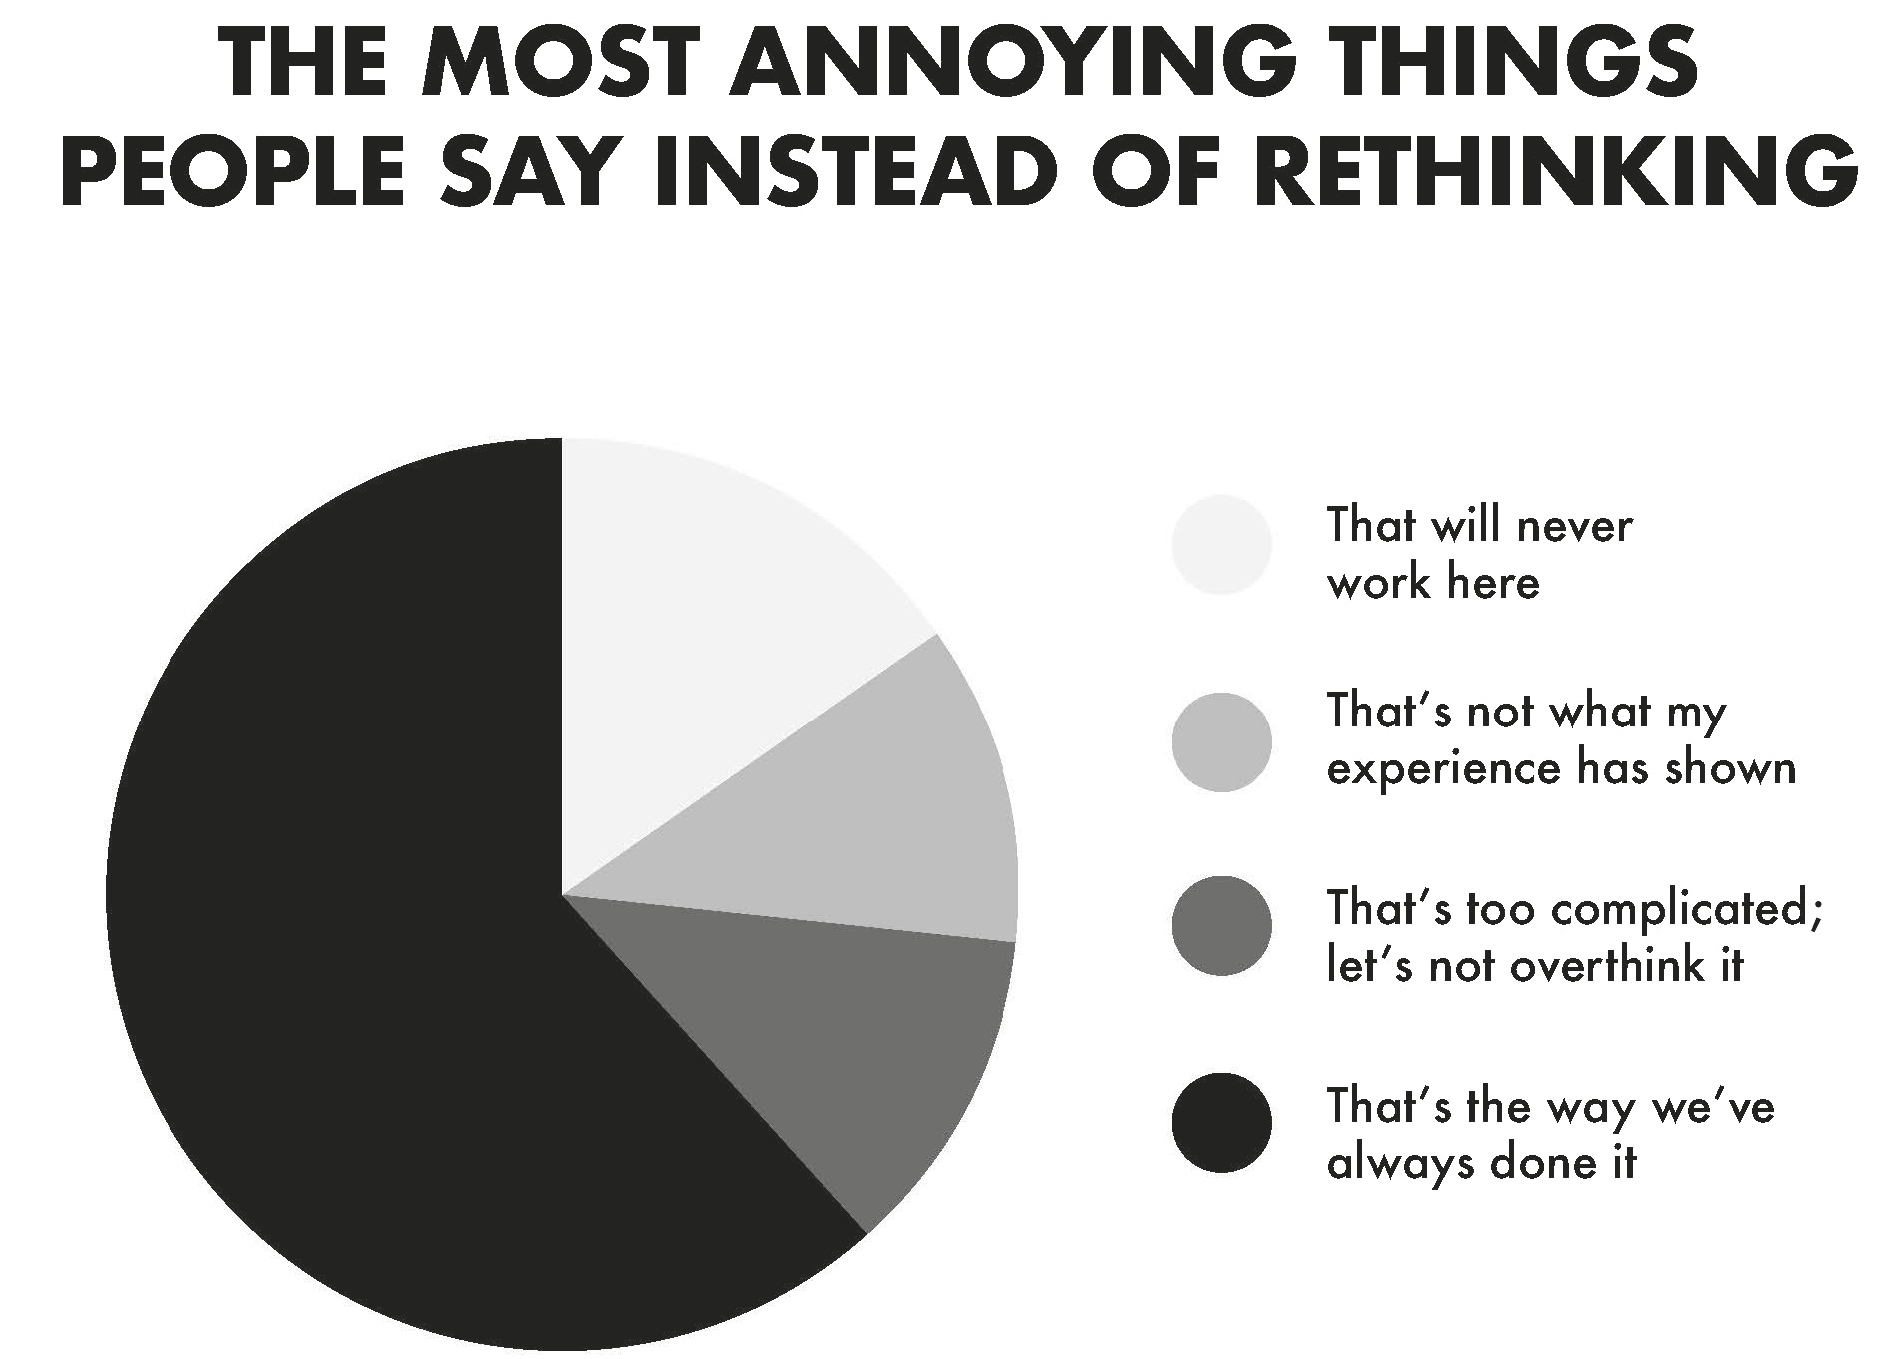 THE MOST ANNOYING THINGS
PEOPLE SAY INSTEAD OF RETHINKING
That will never
work here
That's not what my
experience has shown
That's too complicated;
let's not overthink it
That's the way we've
always done it